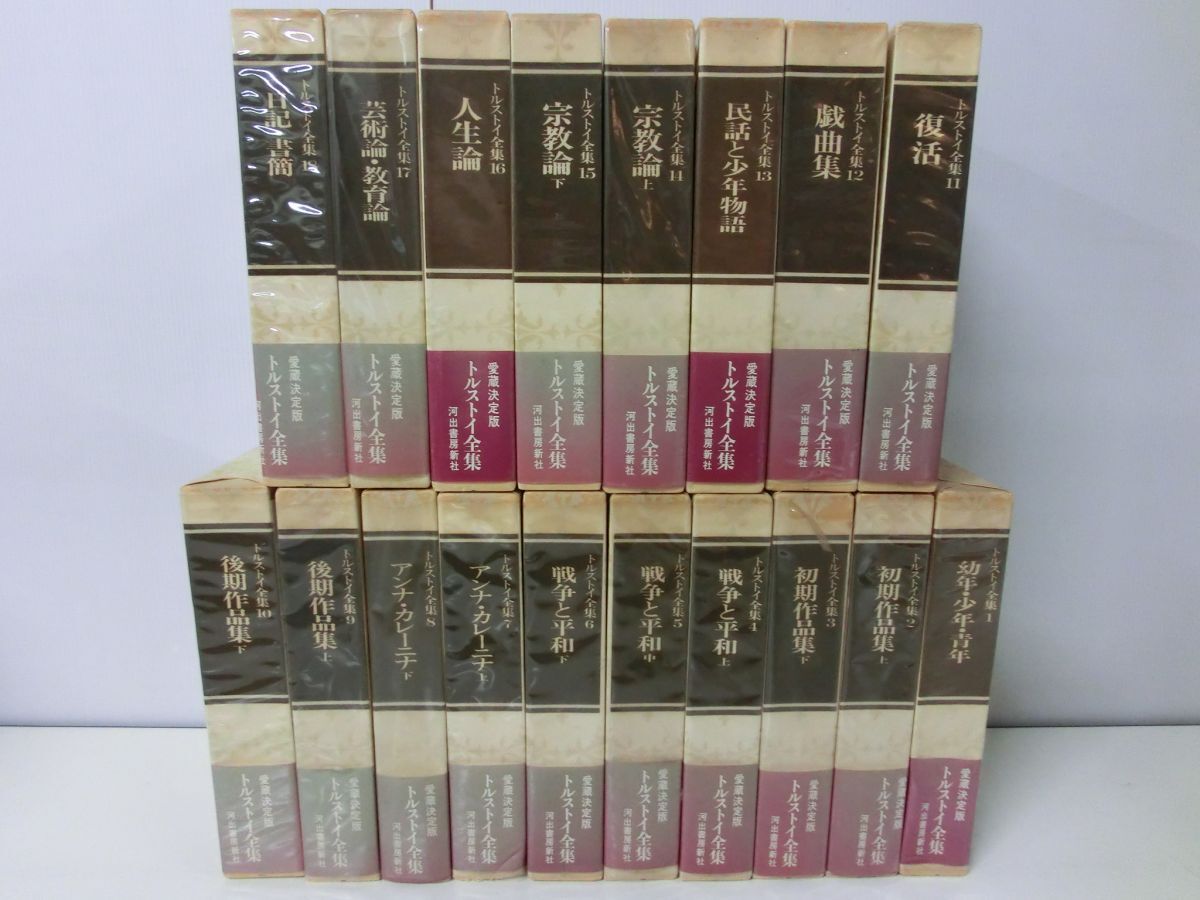 トルストイ全集18
日記・書簡
愛蔵決定版
トルストイ全集
河出書房新社
トルストイ全集17
芸術論・教育論
愛蔵決定版
トルストイ全集
河出書房新社
トルストイ全集16
人生論
愛蔵決定版
トルストイ全集
河出書房新社
トルストイ全集15
宗教論 下
愛蔵決定版
トルストイ全集
河出書房新社
トルストイ全集14
宗教論 上
愛蔵決定版
トルストイ全集
河出書房新社
トルストイ全集13
民話と少年物語
愛蔵決定版
トルストイ全集
河出書房新社
トルストイ全集12
戯曲集
愛蔵決定版
トルストイ全集
河出書房新社
トルストイ全集11
復活
愛蔵決定版
トルストイ全集
河出書房新社
トルストイ全集10
後期作品集 下
愛蔵決定版
トルストイ全集
河出書房新社
トルストイ全集9
後期作品集 上
愛蔵決定版
トルストイ全集
河出書房新社
トルストイ全集8
アンナ・カレーニナ 下
愛蔵決定版
トルストイ全集
河出書房新社
トルストイ全集7
アンナ・カレーニナ 上
愛蔵決定版
トルストイ全集
河出書房新社
トルストイ全集6
戦争と平和 下
愛蔵決定版
トルストイ全集
河出書房新社
トルストイ全集5
戦争と平和 中
愛蔵決定版
トルストイ全集
河出書房新社
トルストイ全集4
戦争と平和 上
愛蔵決定版
トルストイ全集
河出書房新社
トルストイ全集3
初期作品集 下
愛蔵決定版
トルストイ全集
河出書房新社
トルストイ全集2
初期作品集 上
愛蔵決定版
トルストイ全集
河出書房新社
トルストイ全集1
幼年・少年・青年
愛蔵決定版
トルストイ全集
河出書房新社